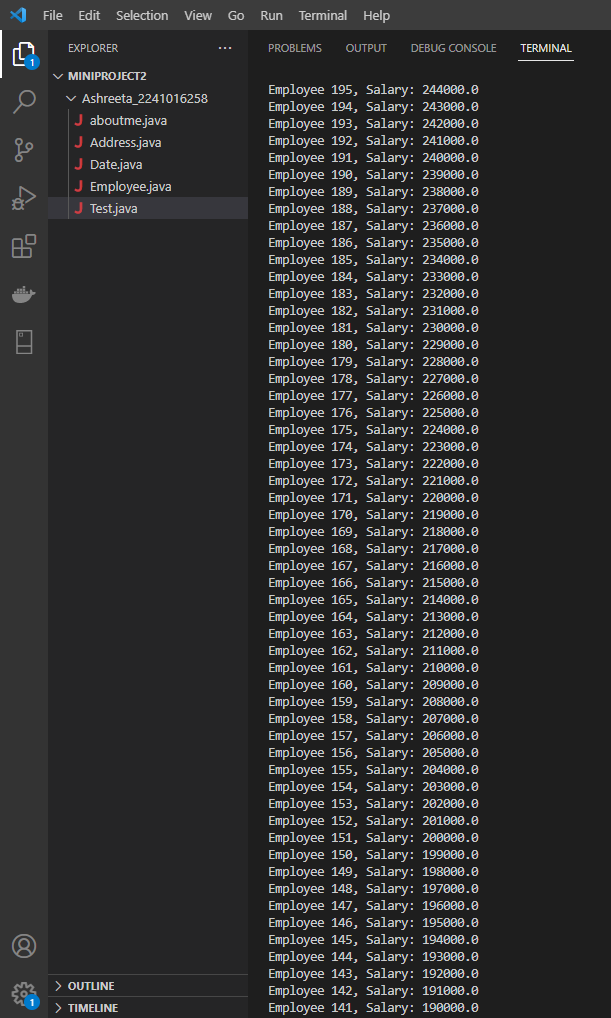 File Edit Selection View Go Run Terminal Help
EXPLORER ...
MINIPROJECT2
Ashreeta_2241016258
J aboutme.java
J Address.java
J Date.java
J Employee.java
J Test.java
OUTLINE
TIMELINE
1
1
PROBLEMS OUTPUT DEBUG CONSOLE TERMINAL
Employee 195, Salary: 244000.0
Employee 194, Salary: 243000.0
Employee 193, Salary: 242000.0
Employee 192, Salary: 241000.0
Employee 191, Salary: 240000.0
Employee 190, Salary: 239000.0
Employee 189, Salary: 238000.0
Employee 188, Salary: 237000.0
Employee 187, Salary: 236000.0
Employee 186, Salary: 235000.0
Employee 185, Salary: 234000.0
Employee 184, Salary: 233000.0
Employee 183, Salary: 232000.0
Employee 182, Salary: 231000.0
Employee 181, Salary: 230000.0
Employee 180, Salary: 229000.0
Employee 179, Salary: 228000.0
Employee 178, Salary: 227000.0
Employee 177, Salary: 226000.0
Employee 176, Salary: 225000.0
Employee 175, Salary: 224000.0
Employee 174, Salary: 223000.0
Employee 173, Salary: 222000.0
Employee 172, Salary: 221000.0
Employee 171, Salary: 220000.0
Employee 170, Salary: 219000.0
Employee 169, Salary: 218000.0
Employee 168, Salary: 217000.0
Employee 167, Salary: 216000.0
Employee 166, Salary: 215000.0
Employee 165, Salary: 214000.0
Employee 164, Salary: 213000.0
Employee 163, Salary: 212000.0
Employee 162, Salary: 211000.0
Employee 161, Salary: 210000.0
Employee 160, Salary: 209000.0
Employee 159, Salary: 208000.0
Employee 158, Salary: 207000.0
Employee 157, Salary: 206000.0
Employee 156, Salary: 205000.0
Employee 155, Salary: 204000.0
Employee 154, Salary: 203000.0
Employee 153, Salary: 202000.0
Employee 152, Salary: 201000.0
Employee 151, Salary: 200000.0
Employee 150, Salary: 199000.0
Employee 149, Salary: 198000.0
Employee 148, Salary: 197000.0
Employee 147, Salary: 196000.0
Employee 146, Salary: 195000.0
Employee 145, Salary: 194000.0
Employee 144, Salary: 193000.0
Employee 143, Salary: 192000.0
Employee 142, Salary: 191000.0
Employee 141, Salary: 190000.0